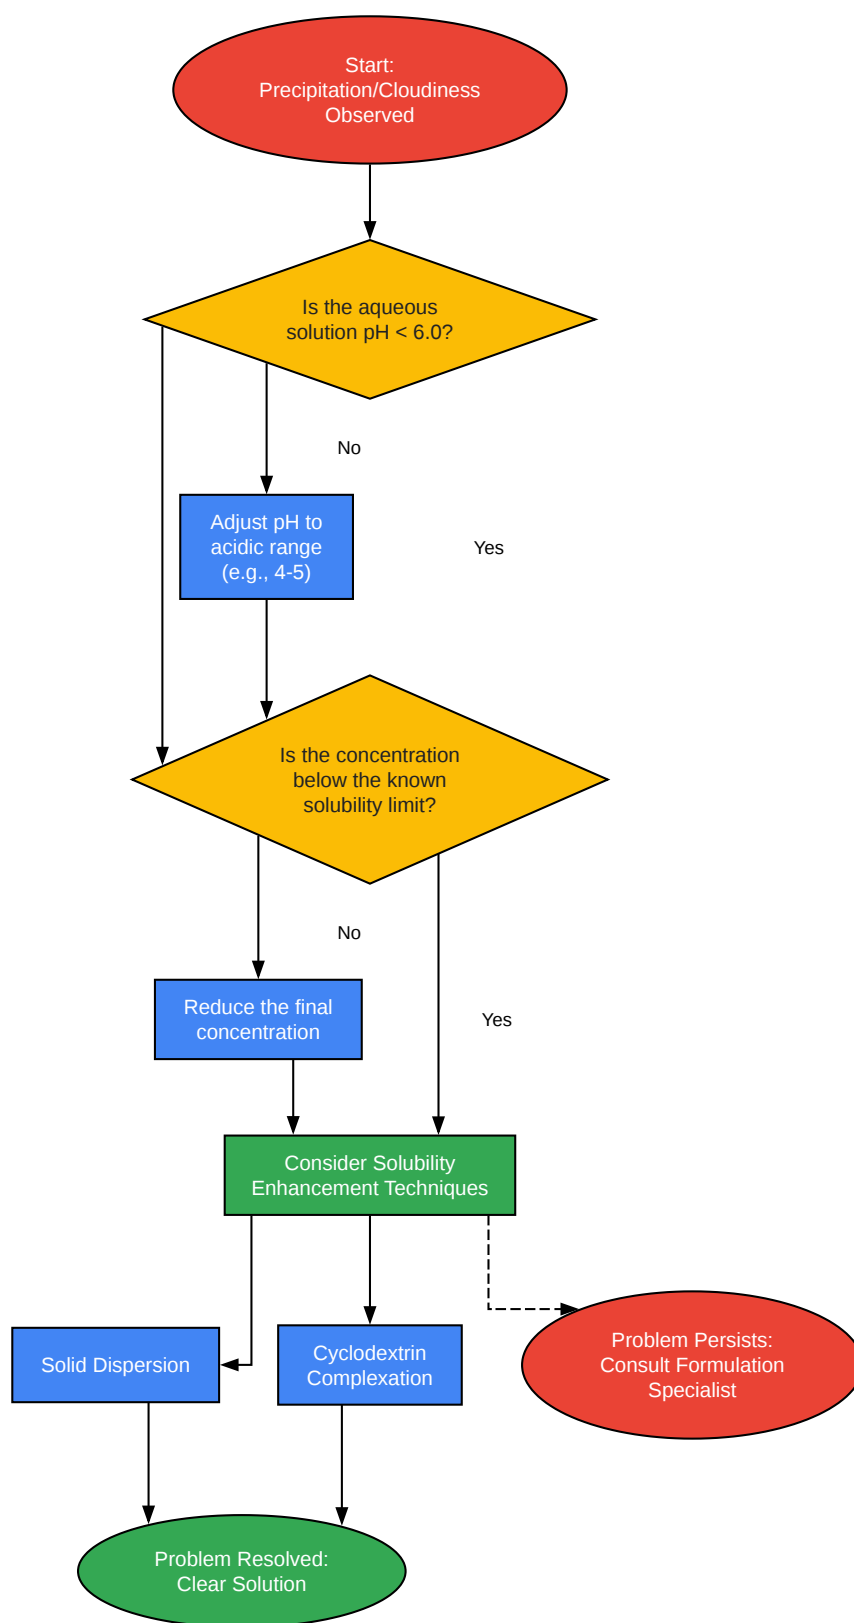 Start:
Precipitation/Cloudiness
Observed
Is the aqueous
solution pH < 6.0?
No
Adjust pH to
acidic range
(e.g., 4-5)
Yes
Is the concentration
below the known
solubility limit?
No
Reduce the final
concentration
Yes
Consider Solubility
Enhancement Techniques
Solid Dispersion
Cyclodextrin
Complexation
Problem Persists:
Consult Formulation
Specialist
Problem Resolved:
Clear Solution